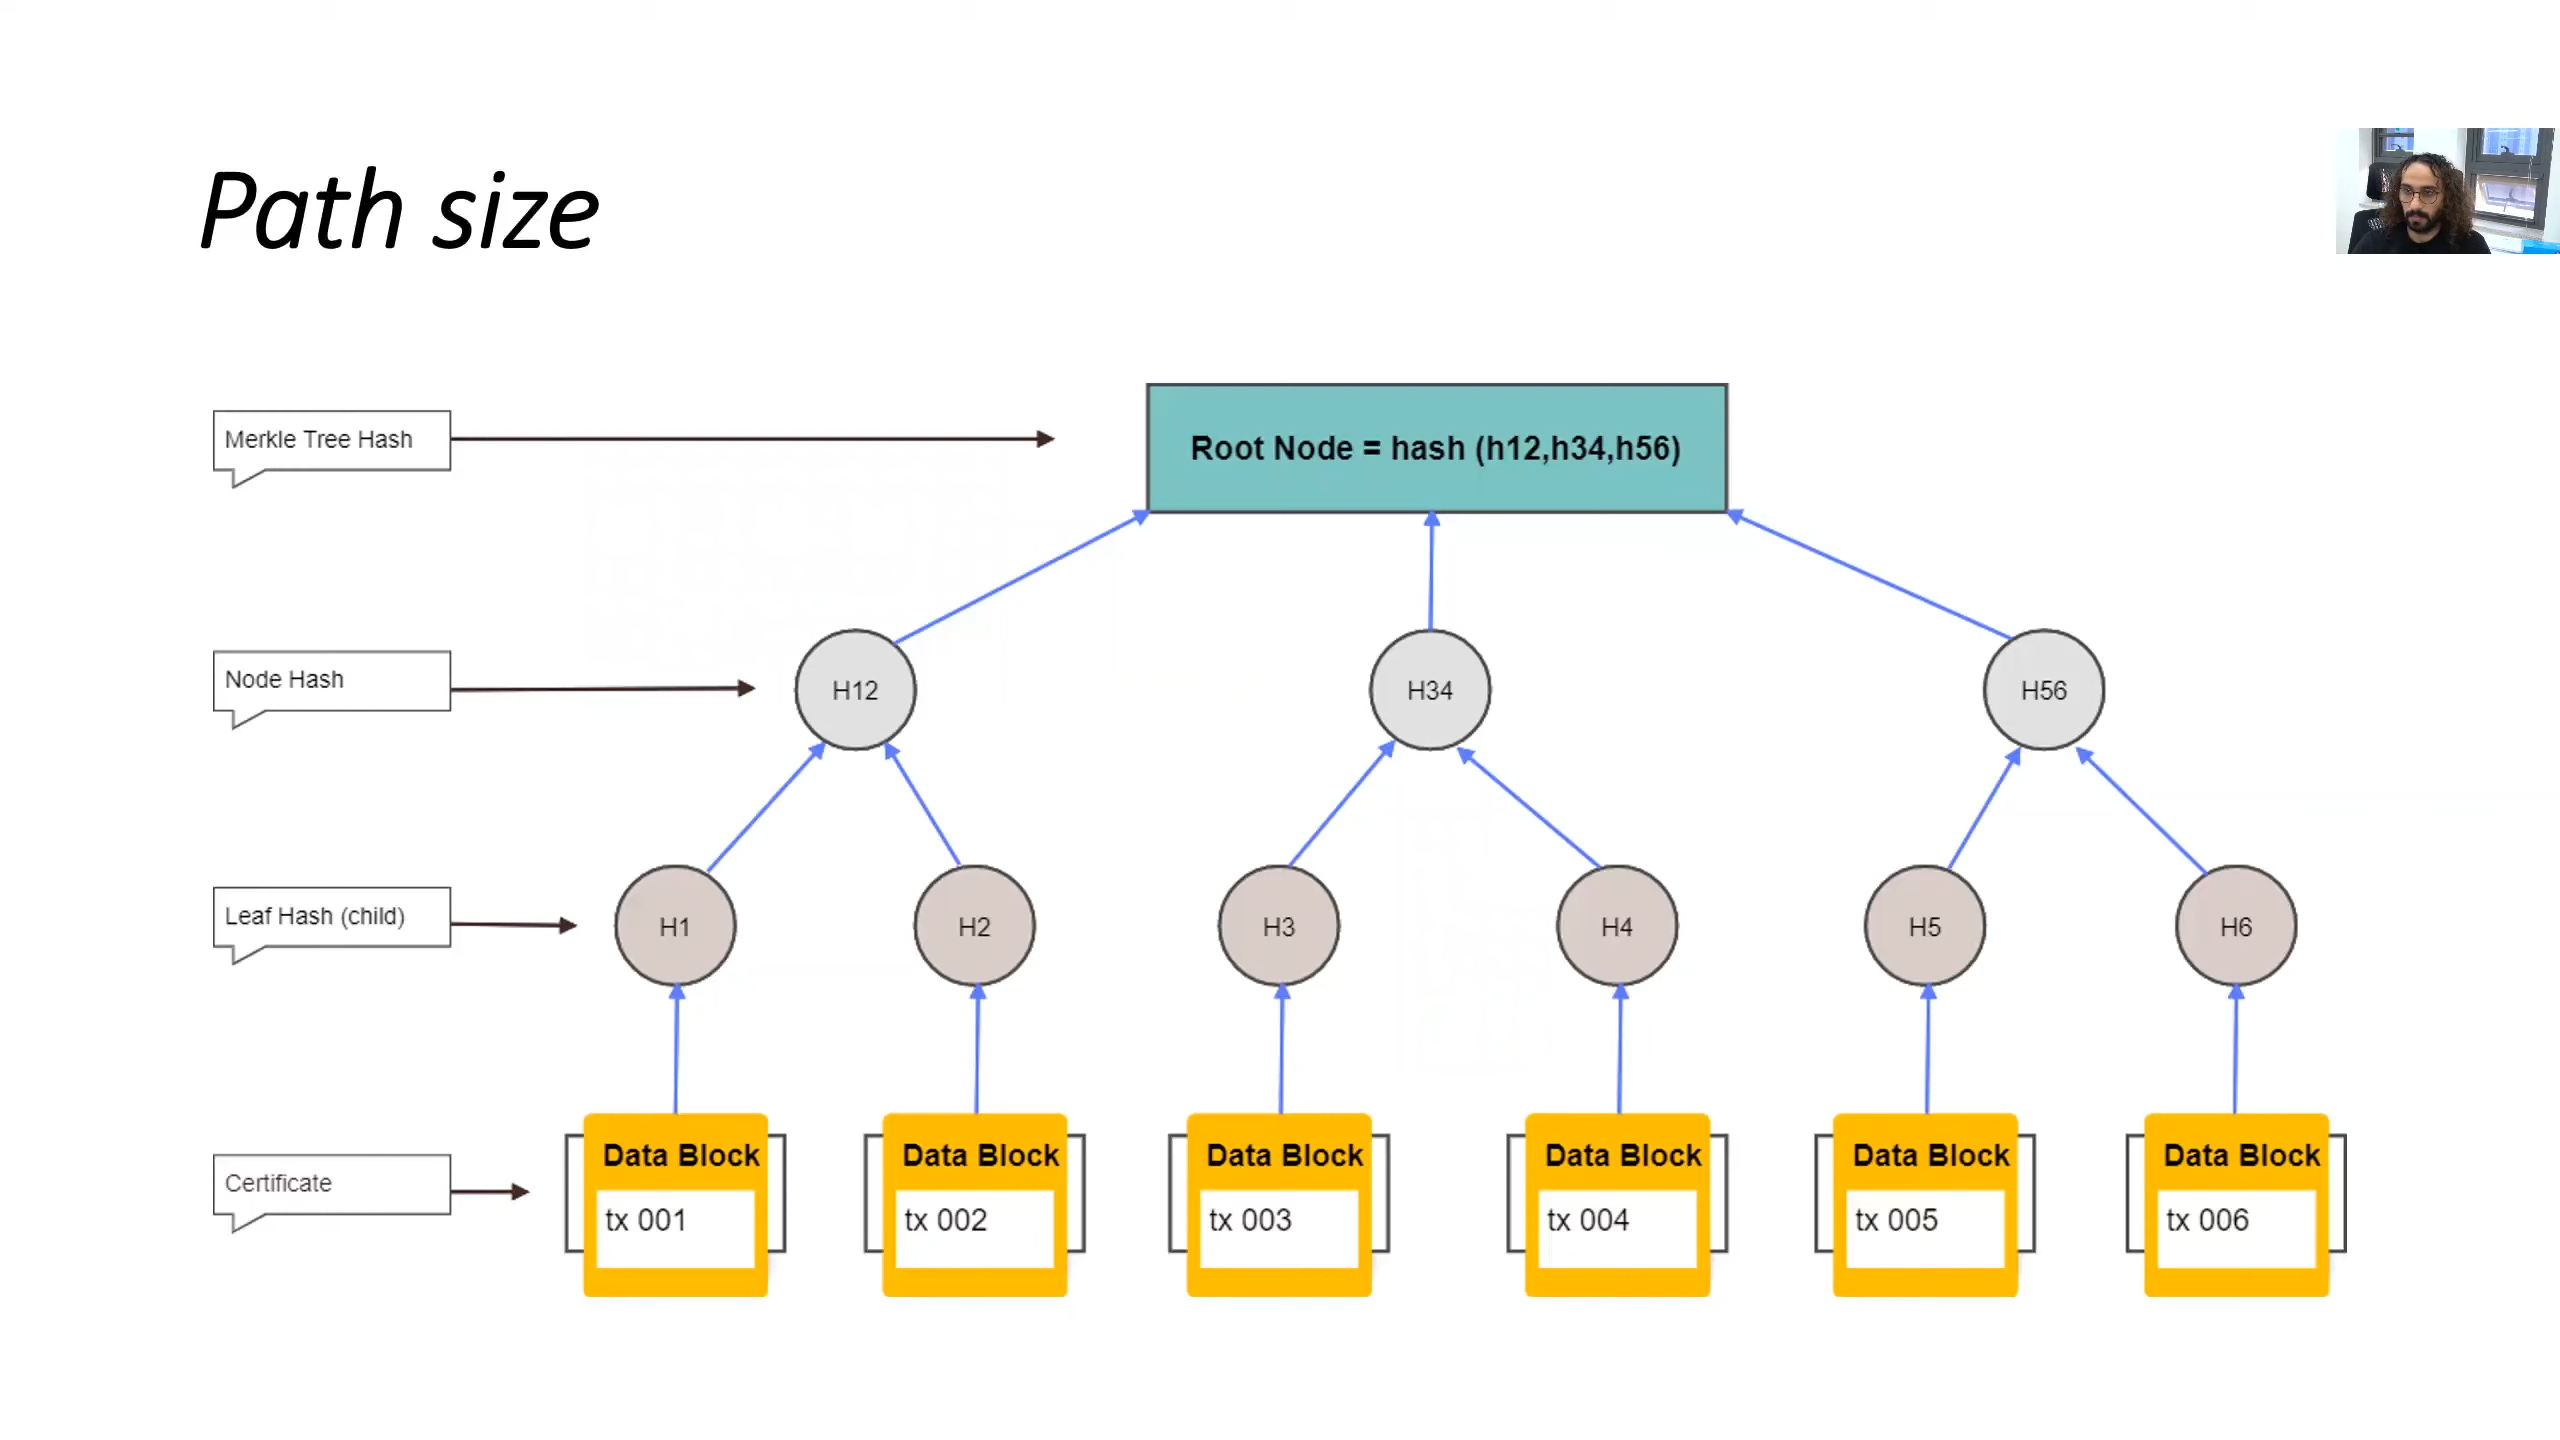 Path size
Merkle Tree Hash
Root Node = hash (h12,h34,h56)
Node Hash
H12
H34
H56
Leaf Hash (child)
H1
H2
H3
H4
H5
H6
Certificate
Data Block
tx 001
Data Block
tx 002
Data Block
tx 003
Data Block
tx 004
Data Block
tx 005
Data Block
tx 006